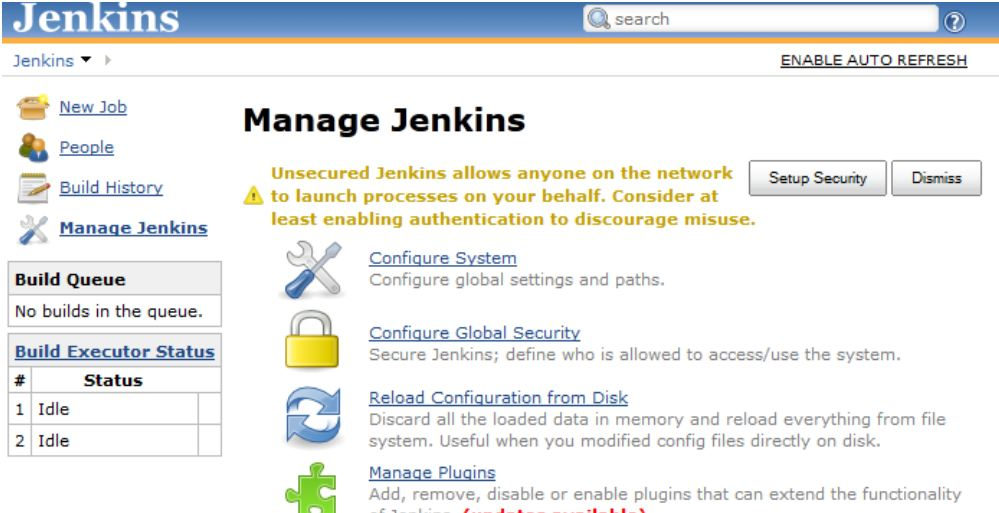 Jenkins
search
Jenkins
ENABLE AUTO REFRESH
New Job
People
Build History
Manage Jenkins
Build Queue
No builds in the queue.
Build Executor Status
# Status
1 Idle
2 Idle
Manage Jenkins
Unsecured Jenkins allows anyone on the network
to launch processes on your behalf. Consider at
least enabling authentication to discourage misuse.
Setup Security
Dismiss
Configure System
Configure global settings and paths.
Configure Global Security
Secure Jenkins; define who is allowed to access/use the system.
Reload Configuration from Disk
Discard all the loaded data in memory and reload everything from file
system. Useful when you modified config files directly on disk.
Manage Plugins
Add, remove, disable or enable plugins that can extend the functionality
of Jenkins. (updates available)